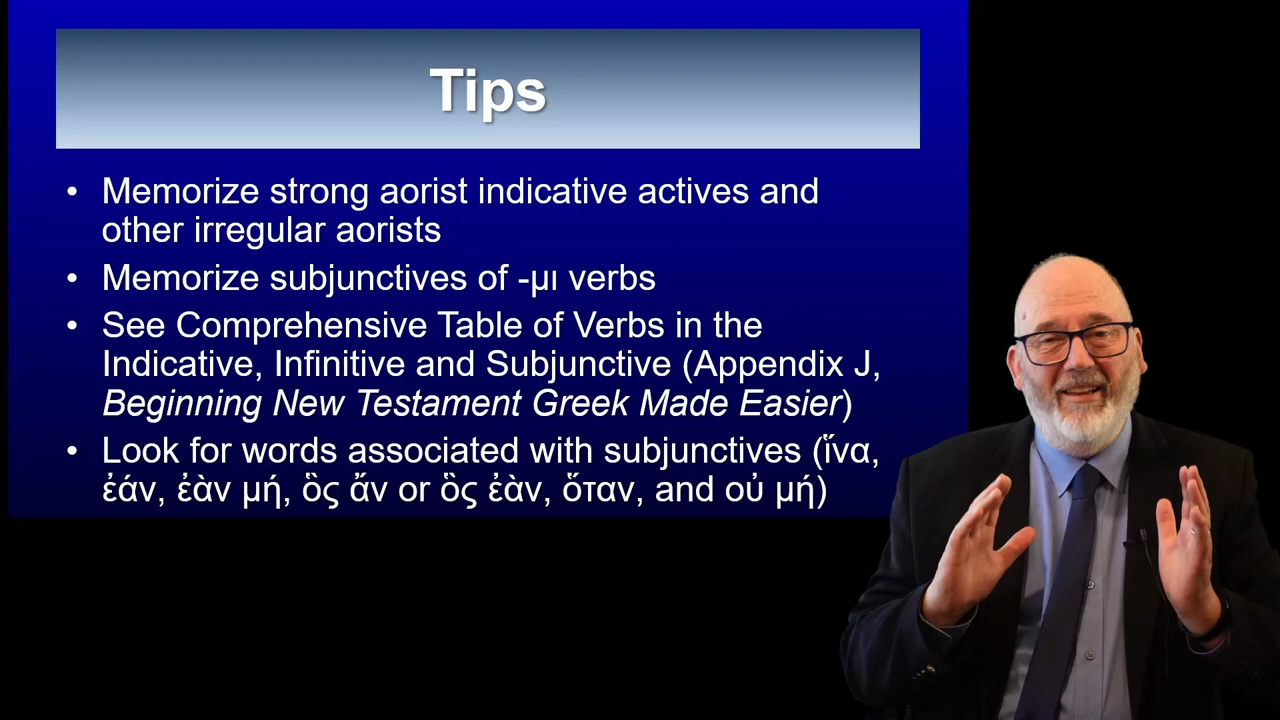 Tips
• Memorize strong aorist indicative actives and
other irregular aorists
• Memorize subjunctives of -μι verbs
• See Comprehensive Table of Verbs in the
Indicative, Infinitive and Subjunctive (Appendix J,
Beginning New Testament Greek Made Easier)
• Look for words associated with subjunctives (ἵνα,
ἐάν, ἐὰν μή, ὃς ἄν or ὃς ἐὰν, ὅταν, and οὐ μή)